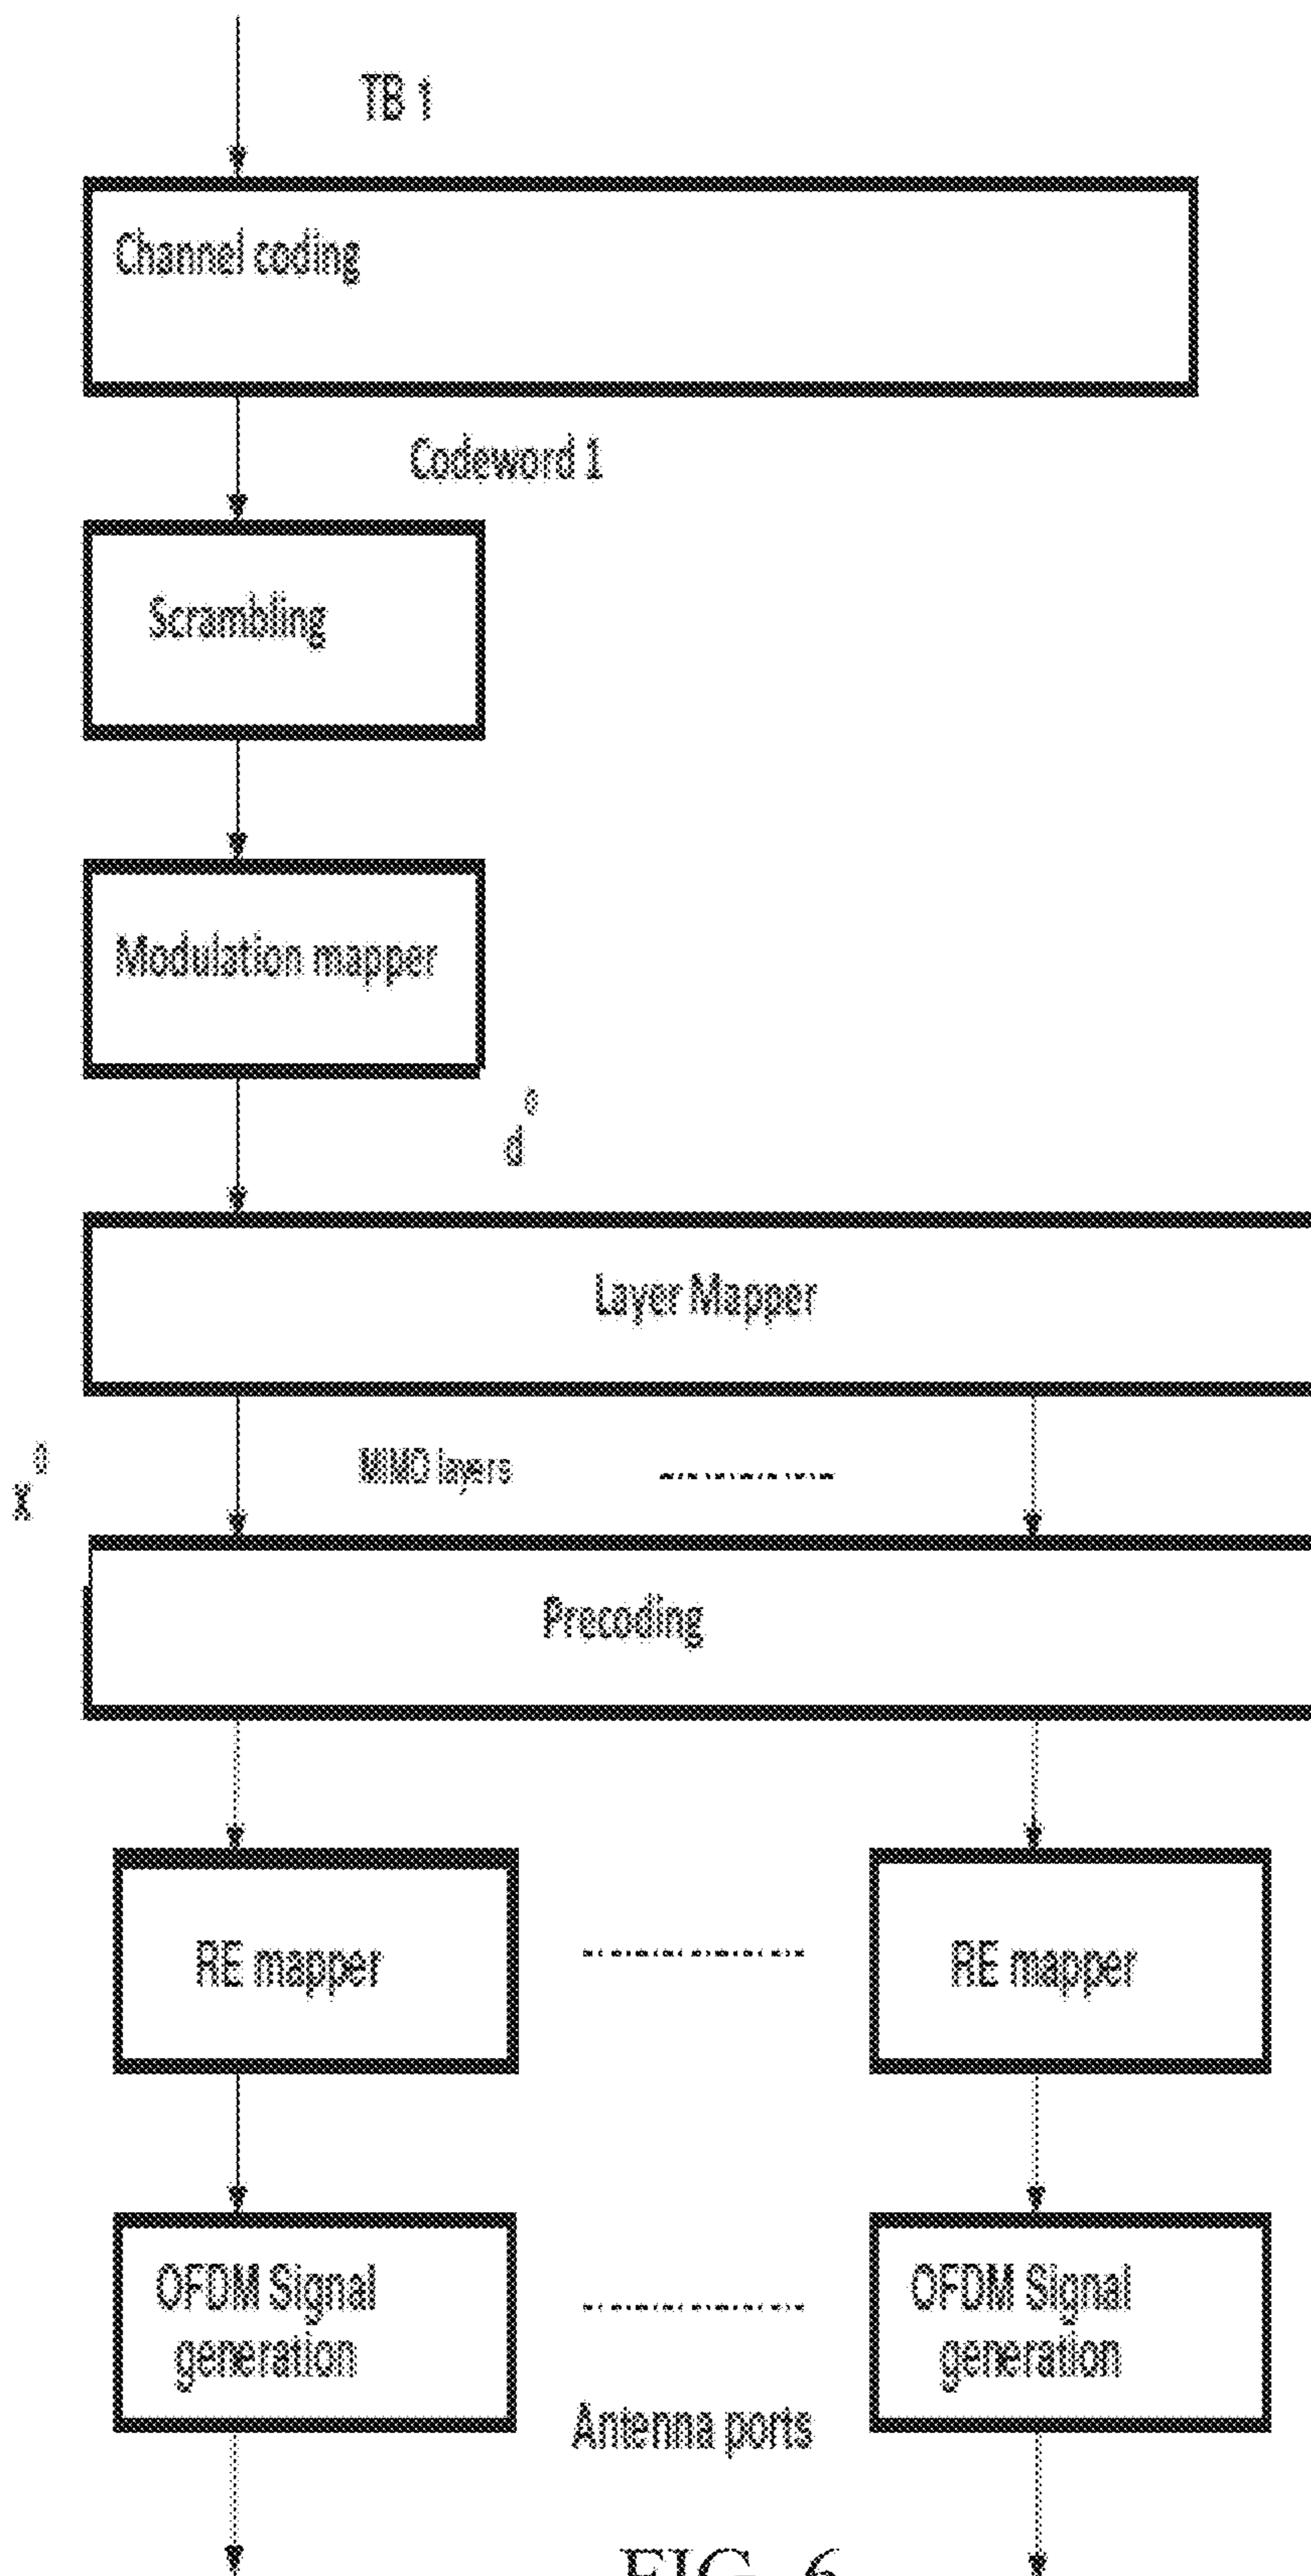 TB 1
Channel coding
Codeword 1
Scrambling
Modulation mapper
d⁰
Layer Mapper
x⁰
MIMO layers
Precoding
RE mapper
RE mapper
OFDM Signal
generation
OFDM Signal
generation
Antenna ports
FIG. 6